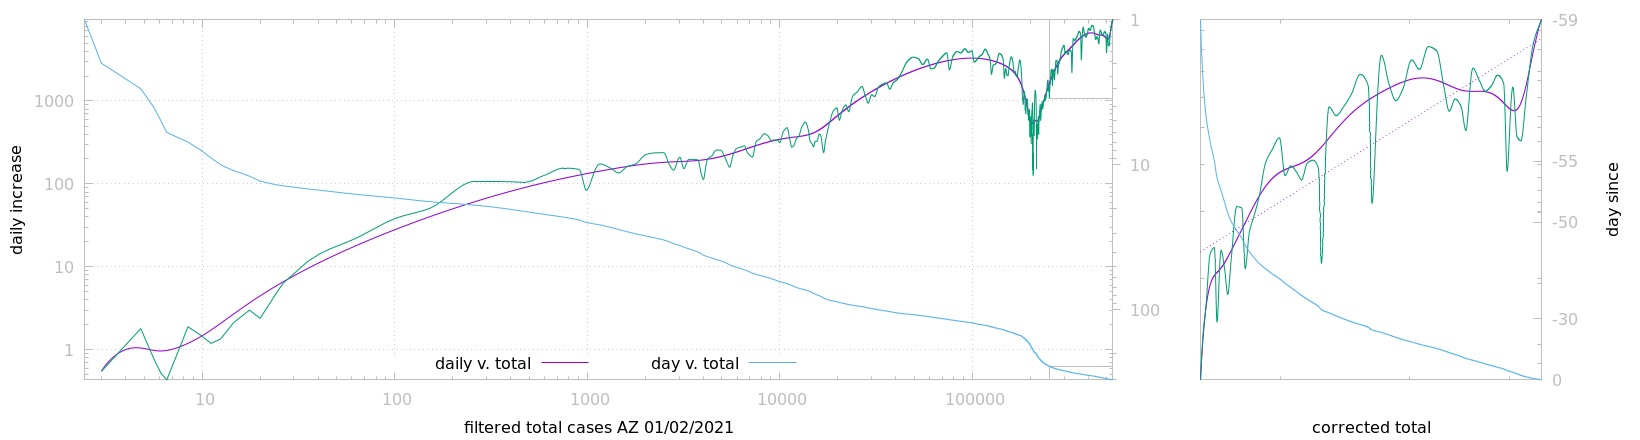 daily increase
1000
100
10
1
1
10
100
daily v. total
day v. total
10
100
1000
10000
100000
filtered total cases AZ 01/02/2021
-59
-55
-50
-30
0
day since
corrected total